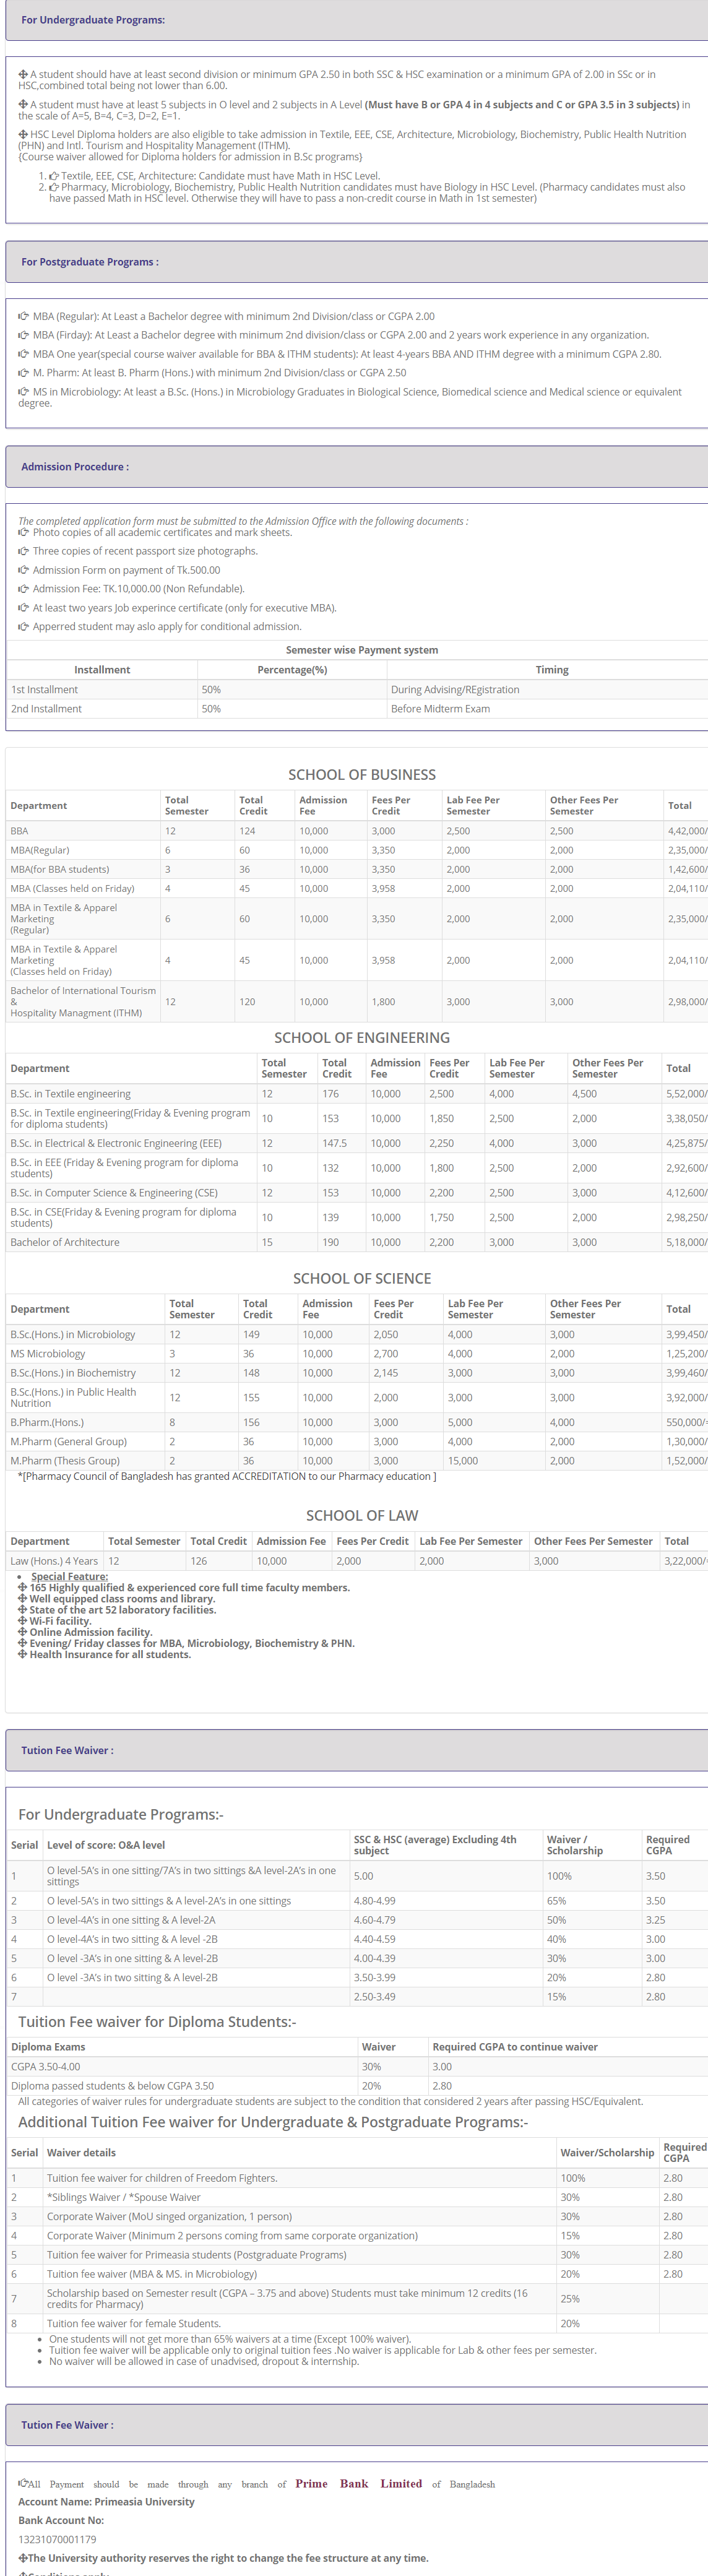 For Undergraduate Programs:
A student should have at least second division or minimum GPA 2.50 in both SSC & HSC examination or a minimum GPA of 2.00 in SSc or in
HSC,combined total being not lower than 6.00.
A student must have at least 5 subjects in O level and 2 subjects in A Level (Must have B or GPA 4 in 4 subjects and C or GPA 3.5 in 3 subjects) in
the scale of A=5, B=4, C=3, D=2, E=1.
HSC Level Diploma holders are also eligible to take admission in Textile, EEE, CSE, Architecture, Microbiology, Biochemistry, Public Health Nutrition
(PHN) and Intl. Tourism and Hospitality Management (ITHM).
{Course waiver allowed for Diploma holders for admission in B.Sc programs}
1. Textile, EEE, CSE, Architecture: Candidate must have Math in HSC Level.
2. Pharmacy, Microbiology, Biochemistry, Public Health Nutrition candidates must have Biology in HSC Level. (Pharmacy candidates must also
have passed Math in HSC level. Otherwise they will have to pass a non-credit course in Math in 1st semester)
For Postgraduate Programs :
MBA (Regular): At Least a Bachelor degree with minimum 2nd Division/class or CGPA 2.00
MBA (Firday): At Least a Bachelor degree with minimum 2nd division/class or CGPA 2.00 and 2 years work experience in any organization.
MBA One year(special course waiver available for BBA & ITHM students): At least 4-years BBA AND ITHM degree with a minimum CGPA 2.80.
M. Pharm: At least B. Pharm (Hons.) with minimum 2nd Division/class or CGPA 2.50
MS in Microbiology: At least a B.Sc. (Hons.) in Microbiology Graduates in Biological Science, Biomedical science and Medical science or equivalent
degree.
Admission Procedure :
The completed application form must be submitted to the Admission Office with the following documents :
Photo copies of all academic certificates and mark sheets.
Three copies of recent passport size photographs.
Admission Form on payment of Tk.500.00
Admission Fee: TK.10,000.00 (Non Refundable).
At least two years Job experince certificate (only for executive MBA).
Apperred student may aslo apply for conditional admission.
Semester wise Payment system
Installment Percentage(%) Timing
1st Installment 50% During Advising/REgistration
2nd Installment 50% Before Midterm Exam
SCHOOL OF BUSINESS
Department Total Semester Total Credit Admission Fee Fees Per Credit Lab Fee Per Semester Other Fees Per Semester Total
BBA 12 124 10,000 3,000 2,500 2,500 4,42,000/
MBA(Regular) 6 60 10,000 3,350 2,000 2,000 2,35,000/
MBA(for BBA students) 3 36 10,000 3,350 2,000 2,000 1,42,600/
MBA (Classes held on Friday) 4 45 10,000 3,958 2,000 2,000 2,04,110/
MBA in Textile & Apparel
Marketing
(Regular) 6 60 10,000 3,350 2,000 2,000 2,35,000/
MBA in Textile & Apparel
Marketing
(Classes held on Friday) 4 45 10,000 3,958 2,000 2,000 2,04,110/
Bachelor of International Tourism
&
Hospitality Managment (ITHM) 12 120 10,000 1,800 3,000 3,000 2,98,000/
SCHOOL OF ENGINEERING
Department Total Semester Total Credit Admission Fee Fees Per Credit Lab Fee Per Semester Other Fees Per Semester Total
B.Sc. in Textile engineering 12 176 10,000 2,500 4,000 4,500 5,52,000/
B.Sc. in Textile engineering(Friday & Evening program
for diploma students) 10 153 10,000 1,850 2,500 2,000 3,38,050/
B.Sc. in Electrical & Electronic Engineering (EEE) 12 147.5 10,000 2,250 4,000 3,000 4,25,875/
B.Sc. in EEE (Friday & Evening program for diploma
students) 10 132 10,000 1,800 2,500 2,000 2,92,600/
B.Sc. in Computer Science & Engineering (CSE) 12 153 10,000 2,200 2,500 3,000 4,12,600/
B.Sc. in CSE(Friday & Evening program for diploma
students) 10 139 10,000 1,750 2,500 2,000 2,98,250/
Bachelor of Architecture 15 190 10,000 2,200 3,000 3,000 5,18,000/
SCHOOL OF SCIENCE
Department Total Semester Total Credit Admission Fee Fees Per Credit Lab Fee Per Semester Other Fees Per Semester Total
B.Sc.(Hons.) in Microbiology 12 149 10,000 2,050 4,000 3,000 3,99,450/
MS Microbiology 3 36 10,000 2,700 4,000 2,000 1,25,200/
B.Sc.(Hons.) in Biochemistry 12 148 10,000 2,145 3,000 3,000 3,99,460/
B.Sc.(Hons.) in Public Health
Nutrition 12 155 10,000 2,000 3,000 3,000 3,92,000/
B.Pharm.(Hons.) 8 156 10,000 3,000 5,000 4,000 550,000/=
M.Pharm (General Group) 2 36 10,000 3,000 4,000 2,000 1,30,000/
M.Pharm (Thesis Group) 2 36 10,000 3,000 15,000 2,000 1,52,000/
*[Pharmacy Council of Bangladesh has granted ACCREDITATION to our Pharmacy education ]
SCHOOL OF LAW
Department Total Semester Total Credit Admission Fee Fees Per Credit Lab Fee Per Semester Other Fees Per Semester Total
Law (Hons.) 4 Years 12 126 10,000 2,000 2,000 3,000 3,22,000/
Special Feature:
165 Highly qualified & experienced core full time faculty members.
Well equipped class rooms and library.
State of the art 52 laboratory facilities.
Wi-Fi facility.
Online Admission facility.
Evening/ Friday classes for MBA, Microbiology, Biochemistry & PHN.
Health Insurance for all students.
Tution Fee Waiver :
For Undergraduate Programs:-
Serial Level of score: O&A level SSC & HSC (average) Excluding 4th subject Waiver / Scholarship Required CGPA
1 O level-5A's in one sitting/7A's in two sittings &A level-2A's in one
sittings 5.00 100% 3.50
2 O level-5A's in two sittings & A level-2A's in one sittings 4.80-4.99 65% 3.50
3 O level-4A's in one sitting & A level-2A 4.60-4.79 50% 3.25
4 O level-4A's in two sitting & A level -2B 4.40-4.59 40% 3.00
5 O level -3A's in one sitting & A level-2B 4.00-4.39 30% 3.00
6 O level -3A's in two sitting & A level-2B 3.50-3.99 20% 2.80
7 2.50-3.49 15% 2.80
Tuition Fee waiver for Diploma Students:-
Diploma Exams Waiver Required CGPA to continue waiver
CGPA 3.50-4.00 30% 3.00
Diploma passed students & below CGPA 3.50 20% 2.80
All categories of waiver rules for undergraduate students are subject to the condition that considered 2 years after passing HSC/Equivalent.
Additional Tuition Fee waiver for Undergraduate & Postgraduate Programs:-
Serial Waiver details Waiver/Scholarship Required CGPA
1 Tuition fee waiver for children of Freedom Fighters. 100% 2.80
2 *Siblings Waiver / *Spouse Waiver 30% 2.80
3 Corporate Waiver (MoU singed organization, 1 person) 30% 2.80
4 Corporate Waiver (Minimum 2 persons coming from same corporate organization) 15% 2.80
5 Tuition fee waiver for Primeasia students (Postgraduate Programs) 30% 2.80
6 Tuition fee waiver (MBA & MS. in Microbiology) 20% 2.80
7 Scholarship based on Semester result (CGPA – 3.75 and above) Students must take minimum 12 credits (16
credits for Pharmacy) 25%
8 Tuition fee waiver for female Students. 20%
One students will not get more than 65% waivers at a time (Except 100% waiver).
Tuition fee waiver will be applicable only to original tuition fees .No waiver is applicable for Lab & other fees per semester.
No waiver will be allowed in case of unadvised, dropout & internship.
Tution Fee Waiver :
All Payment should be made through any branch of Prime Bank Limited of Bangladesh
Account Name: Primeasia University
Bank Account No:
13231070001179
The University authority reserves the right to change the fee structure at any time.